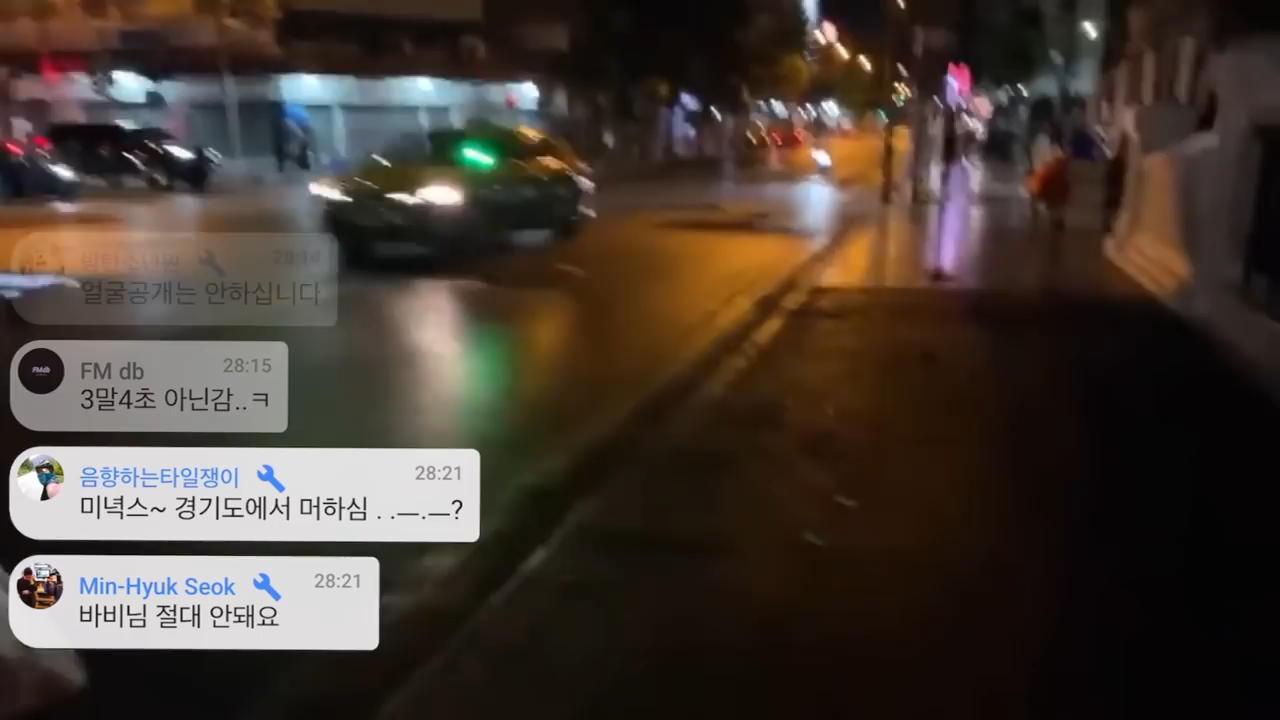 28:14
얼굴공개는 안하십니다
FM db 28:15
3말4초 아닌감..ㅋ
음향하는타일쟁이 28:21
미녁스~ 경기도에서 머하심 . .ㅡ.ㅡ?
Min-Hyuk Seok 28:21
바비님 절대 안돼요